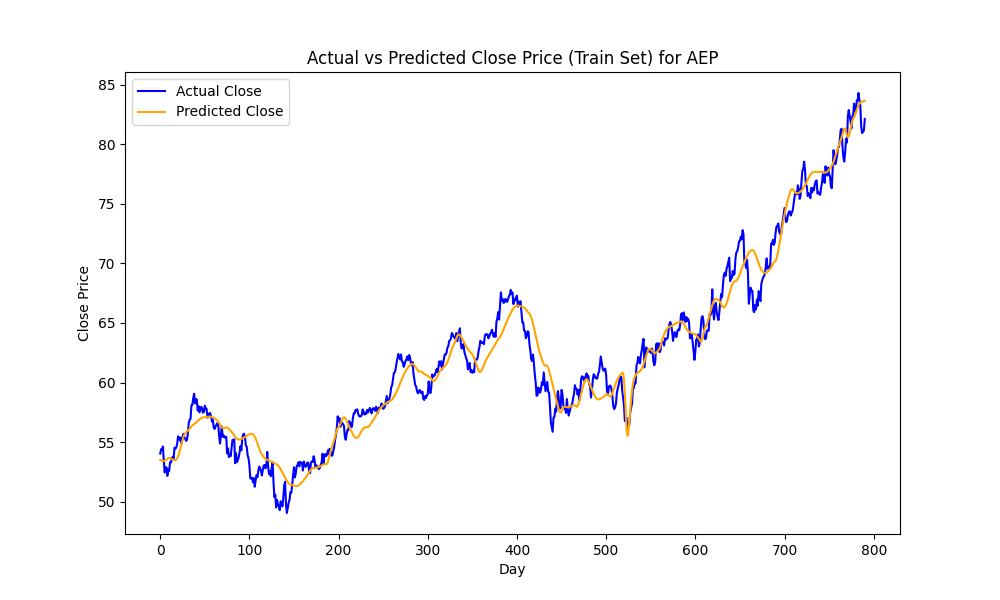 Actual vs Predicted Close Price (Train Set) for AEP
Actual Close
Predicted Close
Close Price
85
80
75
70
65
60
55
50
0 100 200 300 400 500 600 700 800
Day